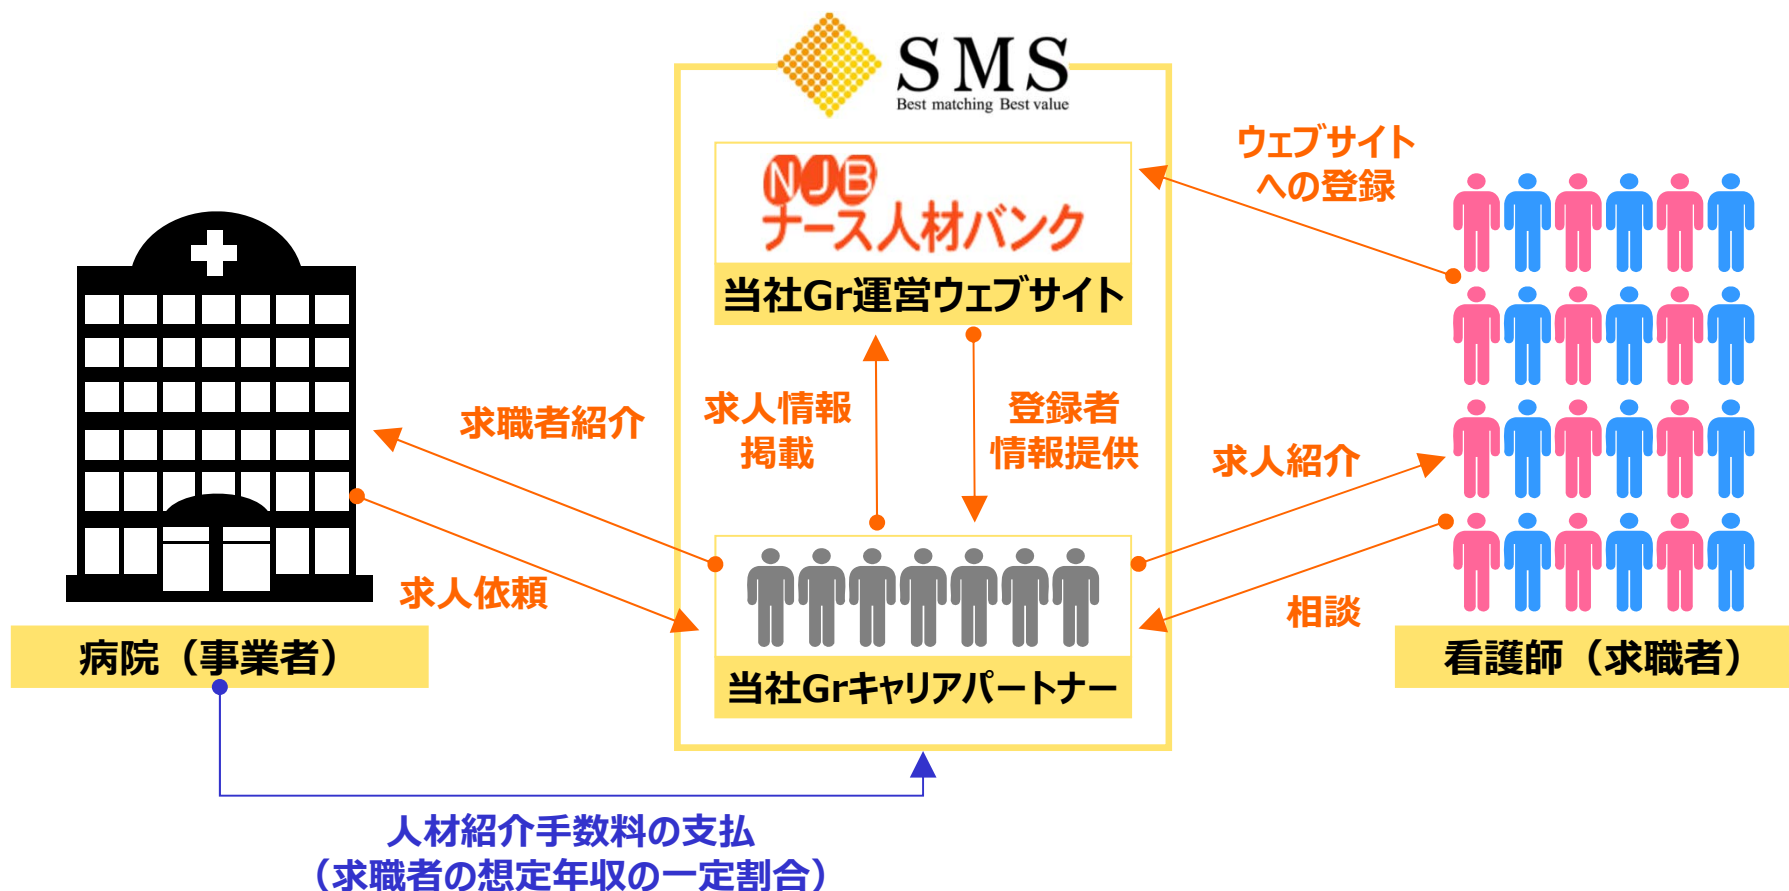 SMS
Best matching Best value
NJB
ナース人材バンク
当社Gr運営ウェブサイト
ウェブサイト
への登録
求職者紹介
求人情報
掲載
登録者
情報提供
求人紹介
求人依頼
相談
病院（事業者）
当社Grキャリアパートナー
看護師（求職者）
人材紹介手数料の支払
（求職者の想定年収の一定割合）